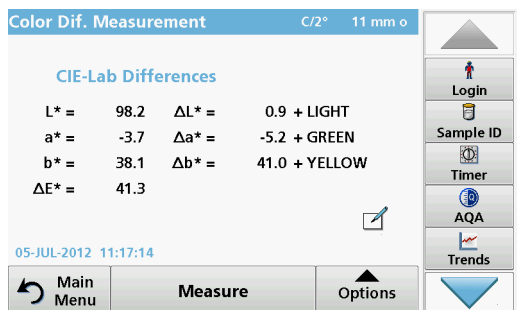 Color Dif. Measurement C/2° 11 mm o
CIE-Lab Differences
L* = 98.2 ΔL* = 0.9 + LIGHT
a* = -3.7 Δa* = -5.2 + GREEN
b* = 38.1 Δb* = 41.0 + YELLOW
ΔE* = 41.3
05-JUL-2012 11:17:14
Main
Menu
Measure
Options
Login
Sample ID
Timer
AQA
Trends